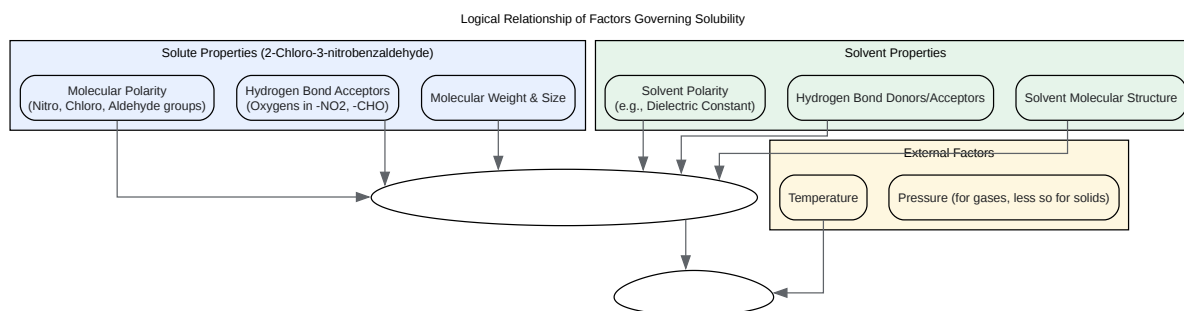 Logical Relationship of Factors Governing Solubility
Solute Properties (2-Chloro-3-nitrobenzaldehyde)
Molecular Polarity
(Nitro, Chloro, Aldehyde groups)
Hydrogen Bond Acceptors
(Oxygens in -NO2, -CHO)
Molecular Weight & Size
Solvent Properties
Solvent Polarity
(e.g., Dielectric Constant)
Hydrogen Bond Donors/Acceptors
Solvent Molecular Structure
External Factors
Temperature
Pressure (for gases, less so for solids)